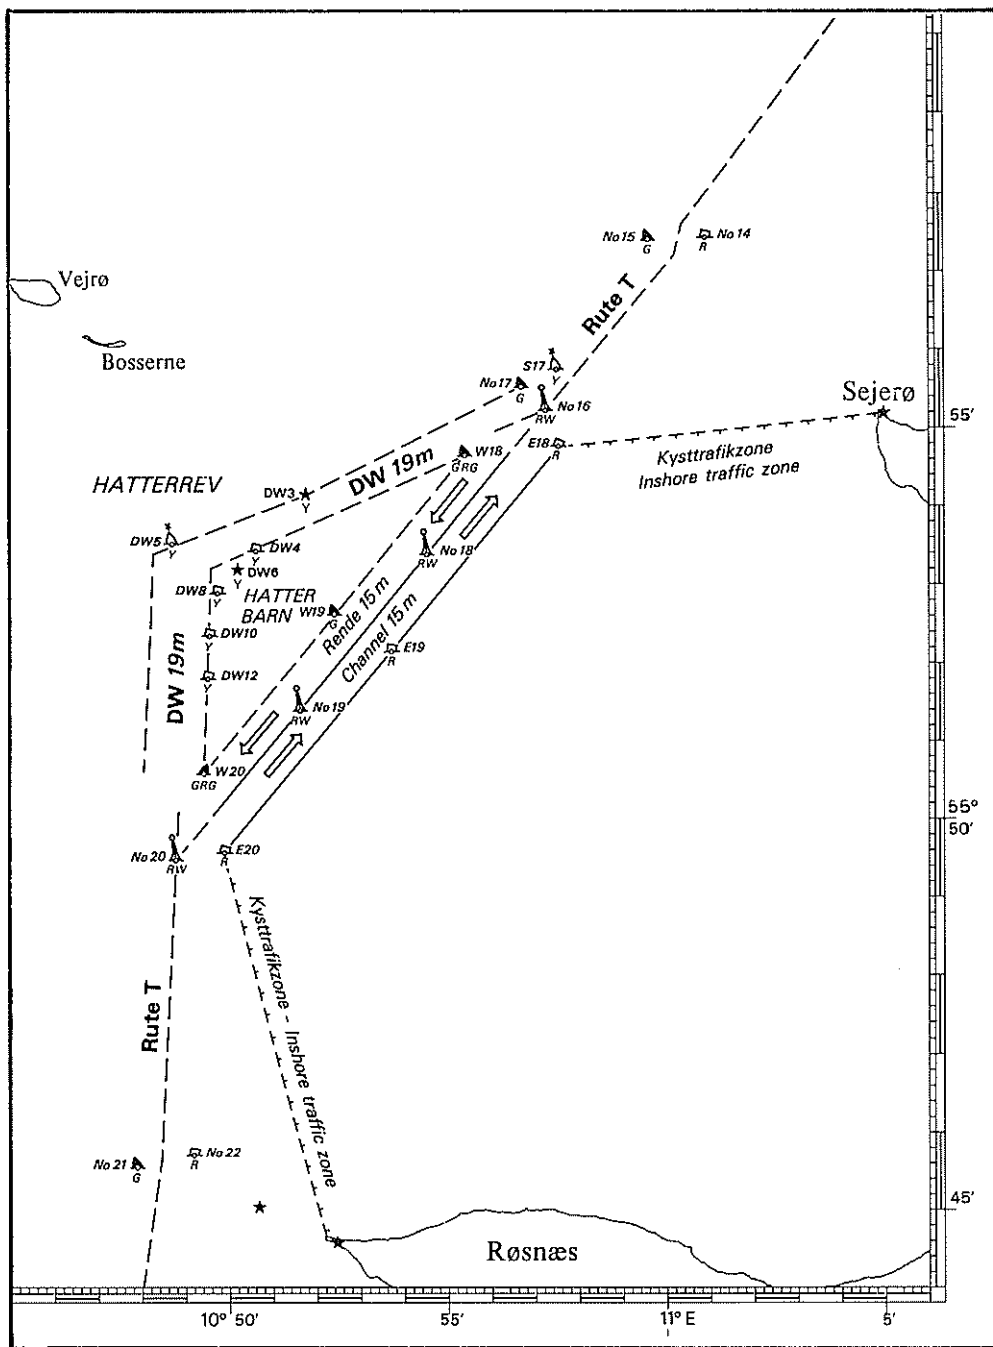 No 15
G
No 14
R
Vejrø
Rute T
Bosserne
S17
Y
No 17
G
No 16
RW
Sejerø
55'
E18
R
W18
GRG
Kysttrafikzone
Inshore traffic zone
DW 19m
HATTERREV
DW3
Y
DW5
Y
DW4
Y
No 18
RW
DW6
Y
DW8
Y
HATTER
BARN
W19
G
Rende 15 m
Channel 15 m
DW10
Y
E19
R
DW 19m
DW12
Y
No 19
RW
W 20
GRG
55°
50'
No 20
RW
E20
R
Kysttrafikzone - Inshore traffic zone
Rute T
No 21
G
No 22
R
45'
Røsnæs
10° 50'
55'
11° E
5'